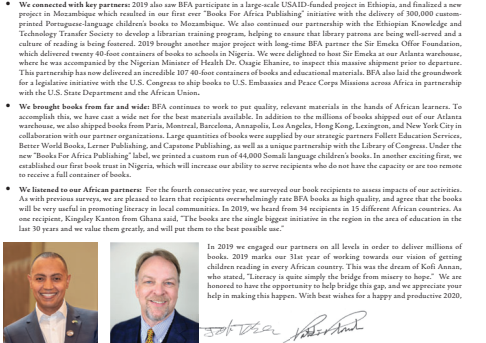 • We connected with key partners: 2019 also saw BFA participate in a large-scale USAID-funded project in Ethiopia, and finalized a new
project in Mozambique which resulted in our first ever "Books For Africa Publishing" initiative with the delivery of 300,000 custom-
printed Portuguese-language children's books to Mozambique. We also continued our partnership with the Ethiopian Knowledge and
Technology Transfer Society to develop a librarian training program, helping to ensure that library patrons are being well-served and a
culture of reading is being fostered. 2019 brought another major project with long-time BFA partner the Sir Emeka Offor Foundation,
which delivered twenty 40-foot containers of books to schools in Nigeria. We were delighted to host Sir Emeka at our Atlanta warehouse,
where he was accompanied by the Nigerian Minister of Health Dr. Osagie Ehanire, to inspect this massive shipment prior to departure.
This partnership has now delivered an incredible 107 40-foot containers of books and educational materials. BFA also laid the groundwork
for a legislative initiative with the U.S. Congress to ship books to U.S. Embassies and Peace Corps Missions across Africa in partnership
with the U.S. State Department and the African Union.
• We brought books from far and wide: BFA continues to work to put quality, relevant materials in the hands of African learners. To
accomplish this, we have cast a wide net for the best materials available. In addition to the millions of books shipped out of our Atlanta
warehouse, we also shipped books from Paris, Montreal, Barcelona, Annapolis, Los Angeles, Hong Kong, Lexington, and New York City in
collaboration with our partner organizations. Large quantities of books were supplied by our strategic partners Follett Education Services,
Better World Books, Lerner Publishing, and Capstone Publishing, as well as a unique partnership with the Library of Congress. Under
the new "Books For Africa Publishing" label, we printed a custom run of 44,000 Somali language children's books. In another exciting first, we
established our first book trust in Nigeria, which will increase our ability to serve recipients who do not have the capacity or are too remote
to receive a full container of books.
• We listened to our African partners: For the fourth consecutive year, we surveyed our book recipients to assess impacts of our activities.
As with previous surveys, we are pleased to learn that recipients overwhelmingly rate BFA books as high quality, and agree that the books
will be very useful in promoting literacy in local communities. In 2019, we heard from 34 recipients in 15 different African countries. As
one recipient, Kingsley Kanton from Ghana said, "The books are the single biggest initiative in the region in the area of education in the
last 30 years and we value them greatly, and will put them to the best possible use."
In 2019 we engaged our partners on all levels in order to deliver millions of
books. 2019 marks our 31st year of working towards our vision of getting
children reading in every African country. This was the dream of Kofi Annan,
who stated, "Literacy is quite simply the bridge from misery to hope." We are
honored to have the opportunity to help bridge this gap, and we appreciate your
help in making this happen. With best wishes for a happy and productive 2020,